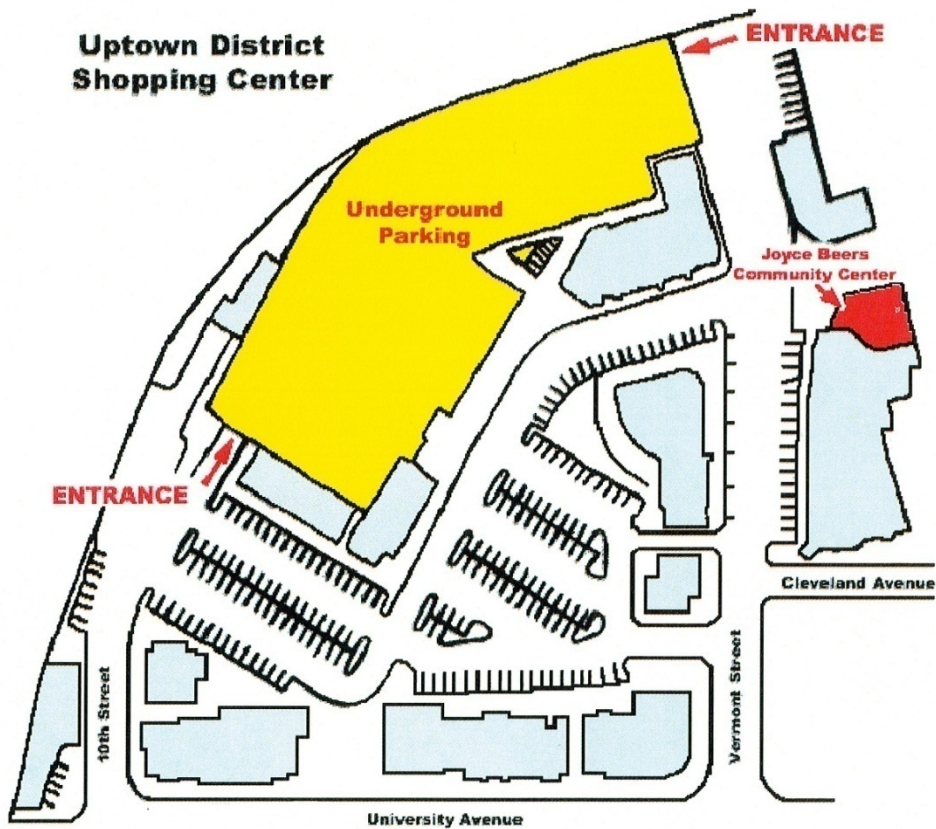 Uptown District
Shopping Center
ENTRANCE
Underground
Parking
Joyce Beers
Community Center
ENTRANCE
Cleveland Avenue
10th Street
Vermont Street
University Avenue